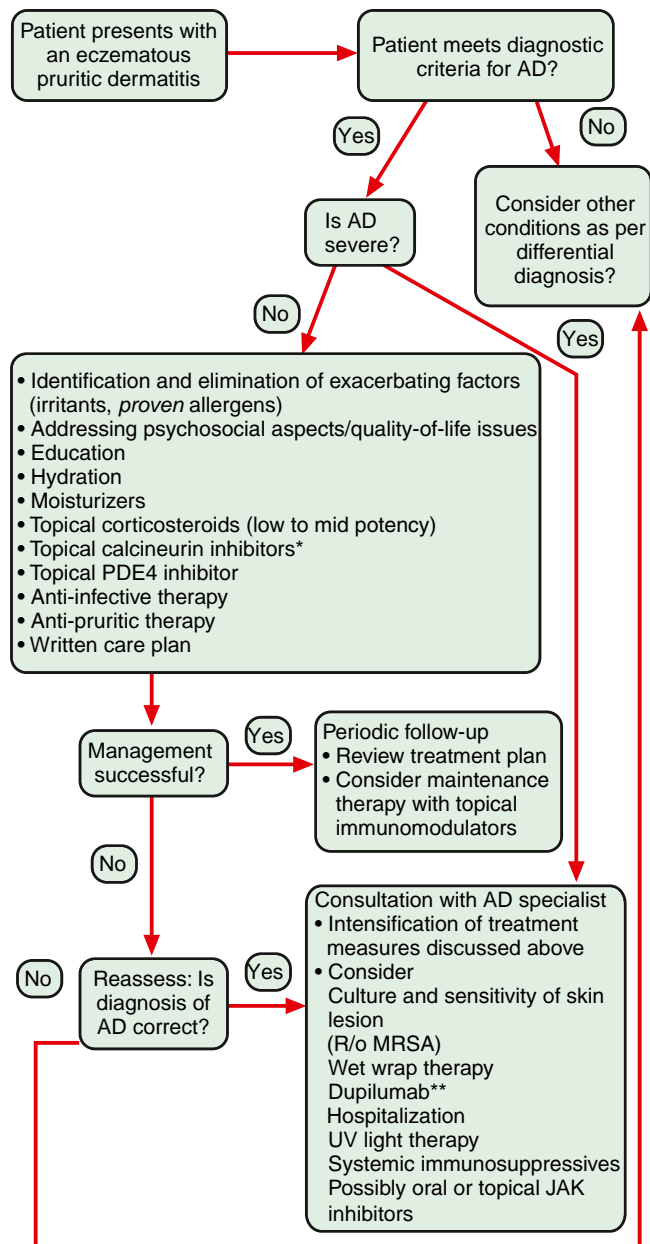 Patient presents with
an eczematous
pruritic dermatitis
Patient meets diagnostic
criteria for AD?
Yes
No
Is AD
severe?
Consider other
conditions as per
differential
diagnosis?
No
Yes
• Identification and elimination of exacerbating factors
(irritants, proven allergens)
• Addressing psychosocial aspects/quality-of-life issues
• Education
• Hydration
• Moisturizers
• Topical corticosteroids (low to mid potency)
• Topical calcineurin inhibitors*
• Topical PDE4 inhibitor
• Anti-infective therapy
• Anti-pruritic therapy
• Written care plan
Management
successful?
Yes
Periodic follow-up
• Review treatment plan
• Consider maintenance
therapy with topical
immunomodulators
No
Reassess: Is
diagnosis of
AD correct?
No
Yes
Consultation with AD specialist
• Intensification of treatment
measures discussed above
• Consider
Culture and sensitivity of skin
lesion
(R/o MRSA)
Wet wrap therapy
Dupilumab**
Hospitalization
UV light therapy
Systemic immunosuppressives
Possibly oral or topical JAK
inhibitors